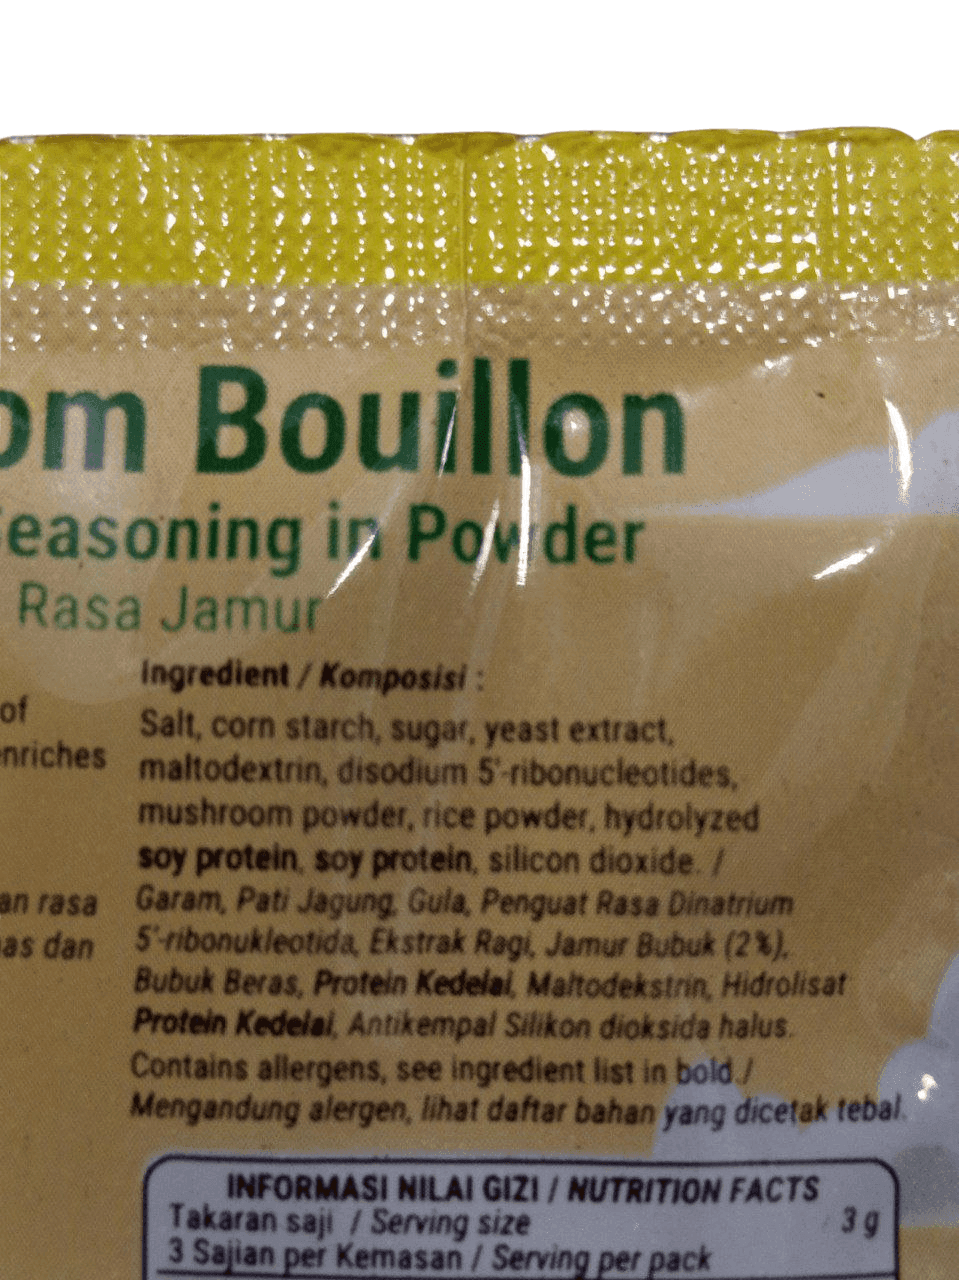 om Bouillon
easoning in Powder
Rasa Jamur
of
enriches
an rasa
as dan
Ingredient / Komposisi :
Salt, corn starch, sugar, yeast extract,
maltodextrin, disodium 5'-ribonucleotides,
mushroom powder, rice powder, hydrolyzed
soy protein, soy protein, silicon dioxide. /
Garam, Pati Jagung, Gula, Penguat Rasa Dinatrium
5'-ribonukleotida, Ekstrak Ragi, Jamur Bubuk (2%),
Bubuk Beras, Protein Kedelai, Maltodekstrin, Hidrolisat
Protein Kedelai, Antikempal Silikon dioksida halus.
Contains allergens, see ingredient list in bold./
Mengandung alergen, lihat daftar bahan yang dicetak tebal.
INFORMASI NILAI GIZI / NUTRITION FACTS
Takaran saji / Serving size 3 g
3 Sajian per Kemasan / Serving per pack